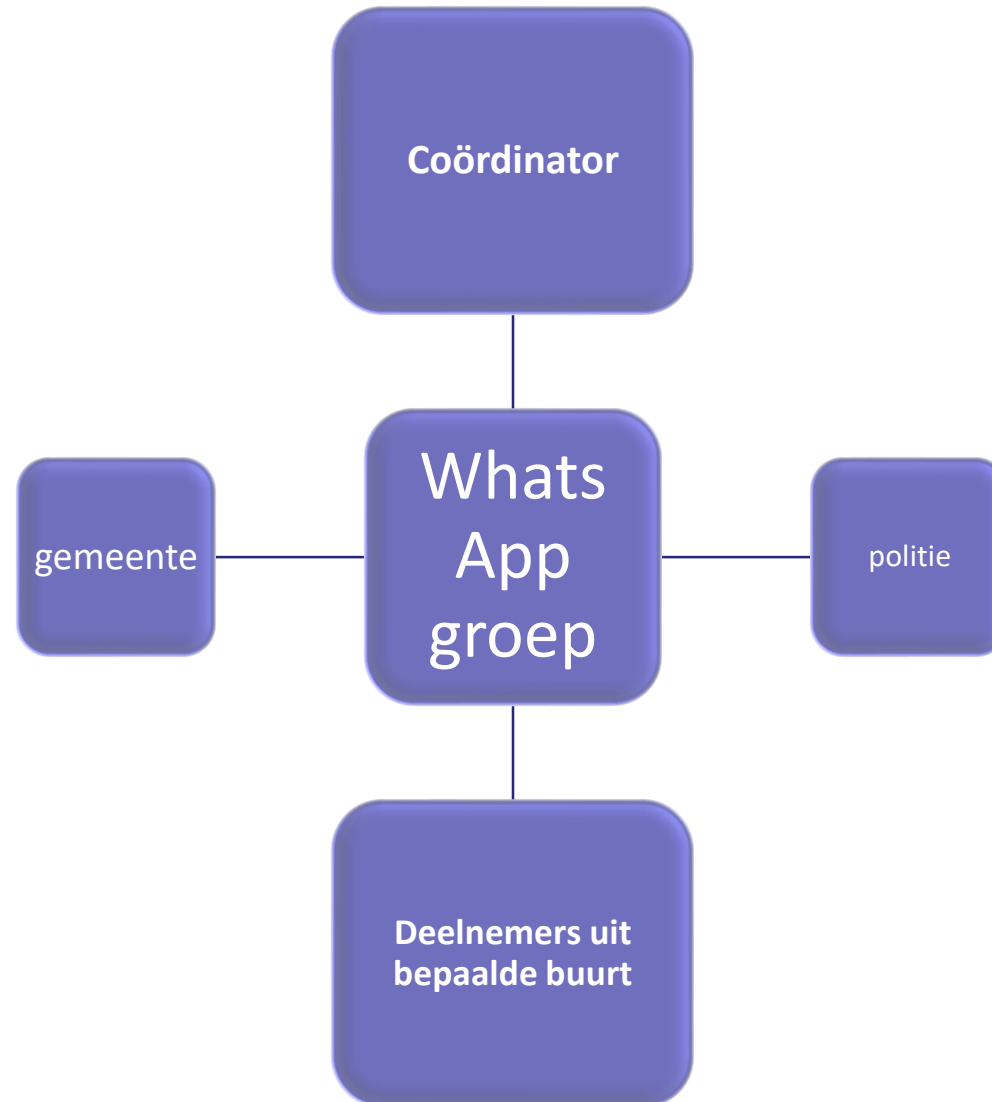 Coördinator
Whats
App
groep
gemeente
politie
Deelnemers uit
bepaalde buurt